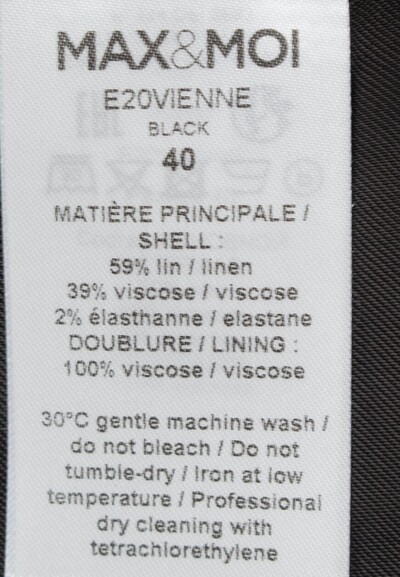 MAX&MOI
E20VIENNE
BLACK
40
MATIÈRE PRINCIPALE /
SHELL :
59% lin / linen
39% viscose / viscose
2% élasthanne / elastane
DOUBLURE / LINING :
100% viscose / viscose
30°C gentle machine wash /
do not bleach / Do not
tumble-dry / Iron at low
temperature / Professional
dry cleaning with
tetrachlorethylene